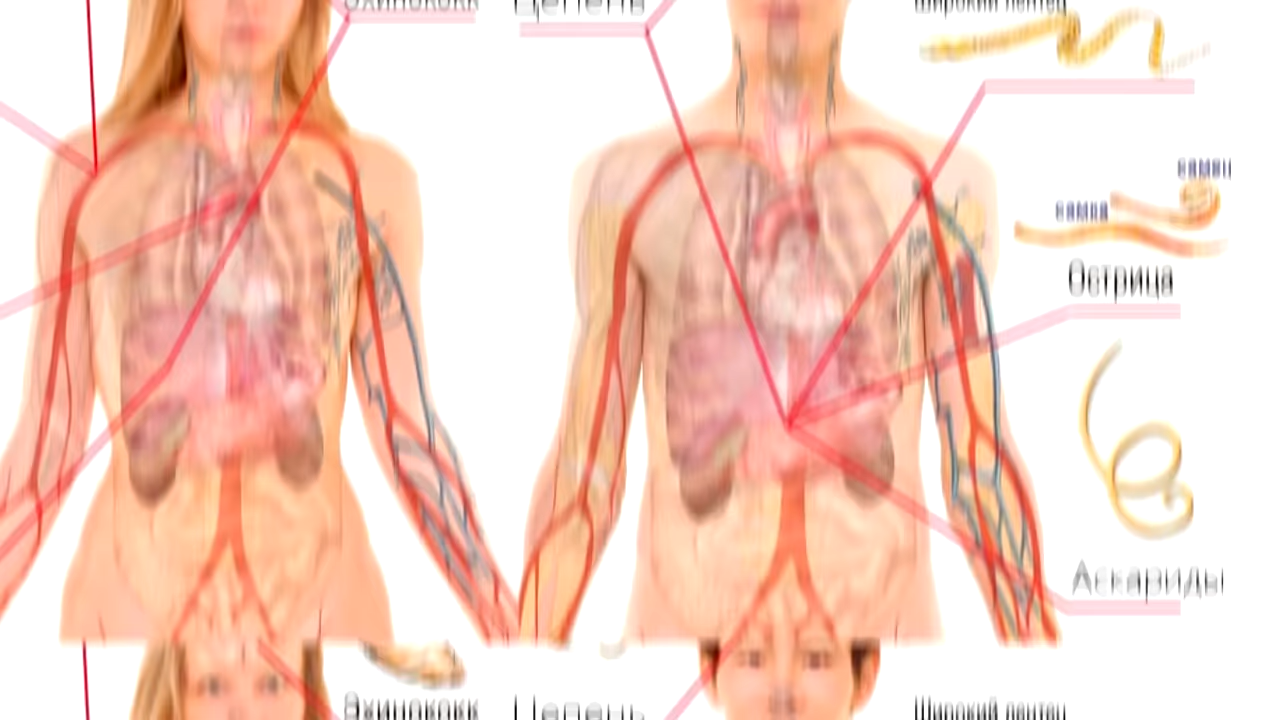 Эхинококк
Цепень
Широкий лентец
самец
самка
Острица
Аскариды
Эхинококк
Цепень
Широкий лентец